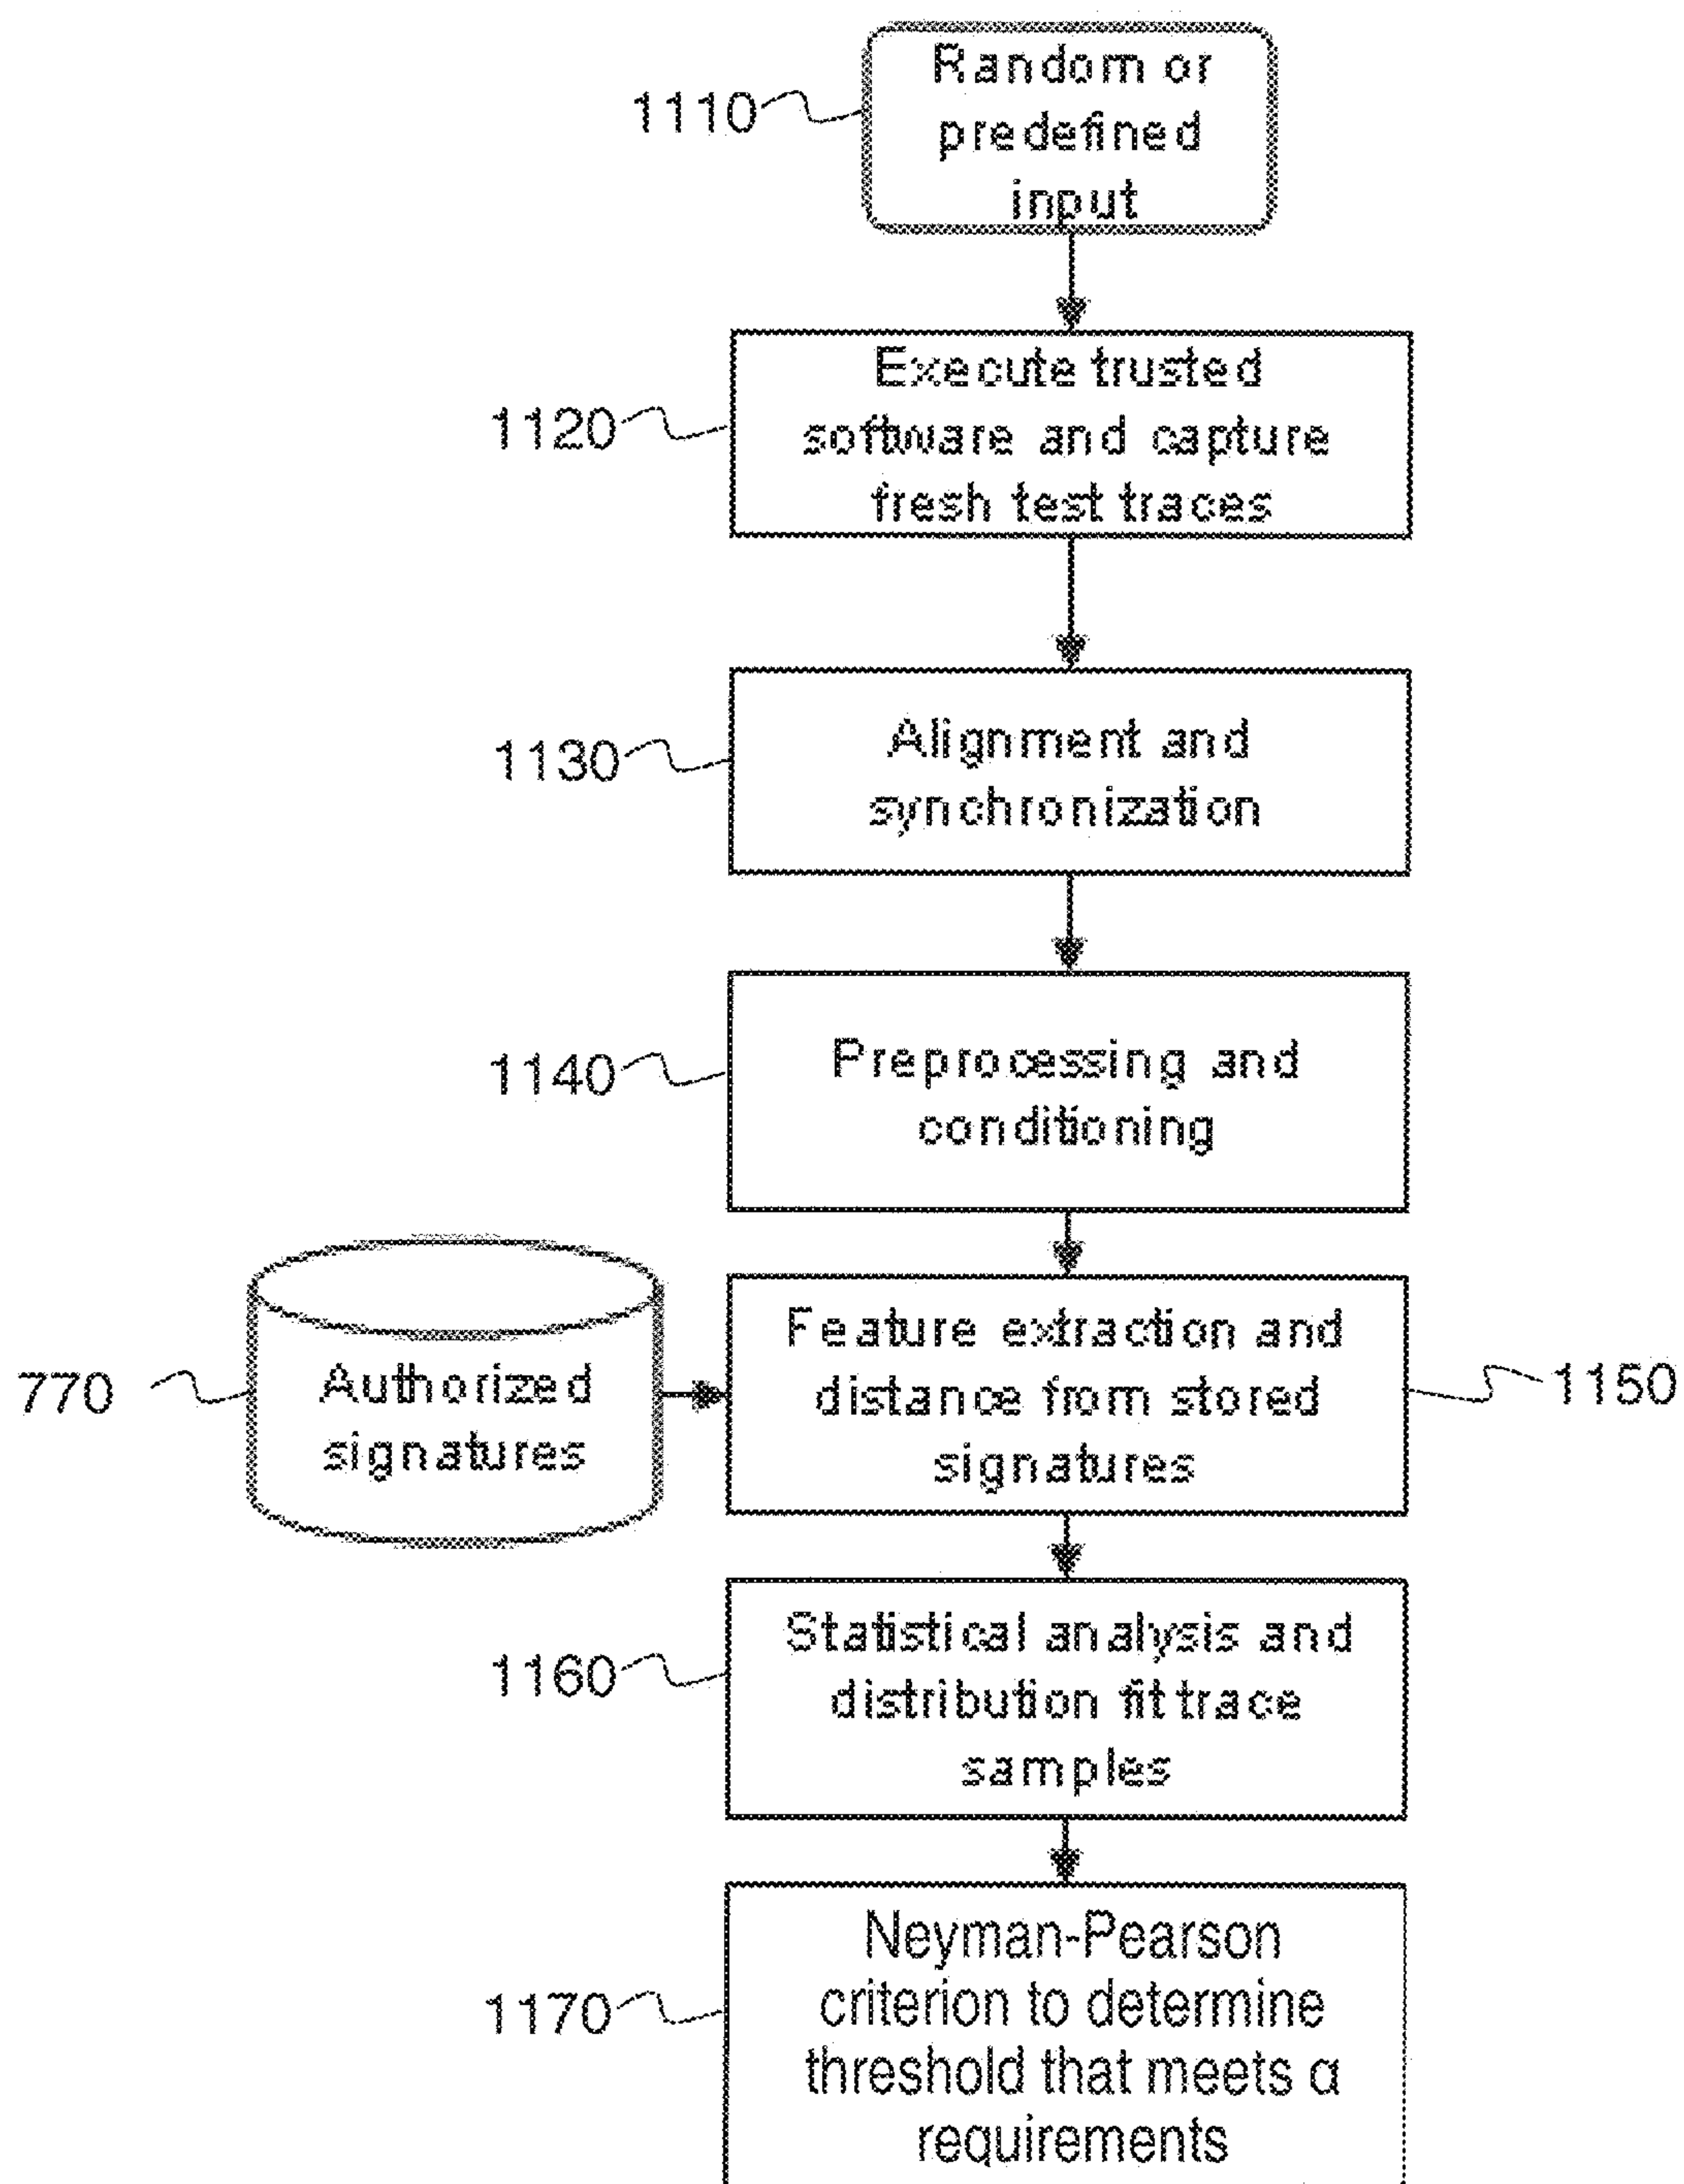 Random or
predefined
input
1110
Execute trusted
software and capture
fresh test traces
1120
Alignment and
synchronization
1130
Preprocessing and
conditioning
1140
Authorized
signatures
770
Feature extraction and
distance from stored
signatures
1150
Statistical analysis and
distribution fit trace
samples
1160
Neyman-Pearson
criterion to determine
threshold that meets α
requirements
1170